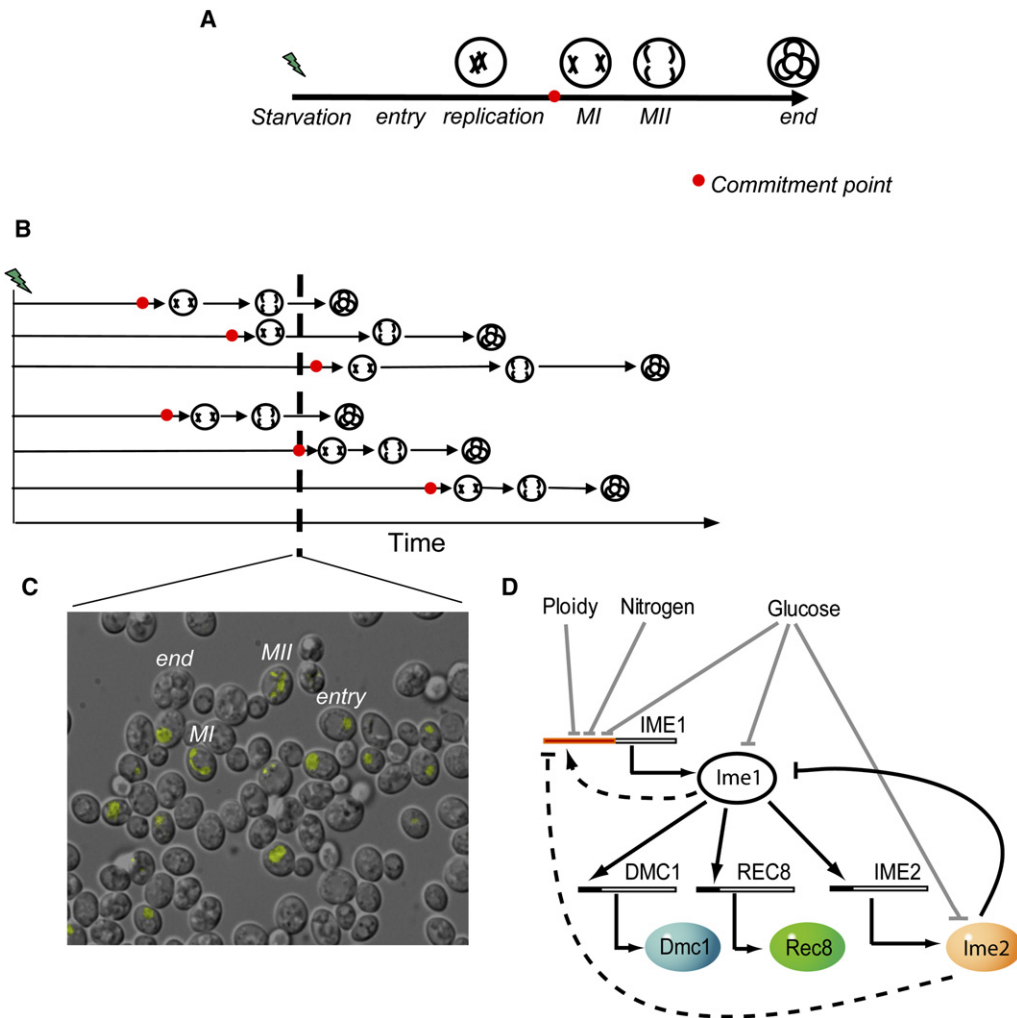 A
Starvation entry replication MI MII end
Commitment point
B
Time
C
end
MII
entry
MI
D
Ploidy Nitrogen Glucose
IME1
Ime1
DMC1 REC8 IME2
Dmc1 Rec8 Ime2